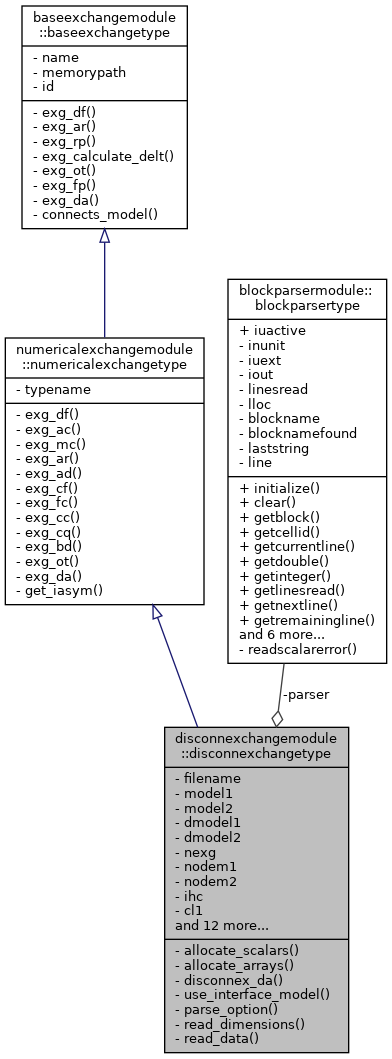 baseexchangemodule
::baseexchangetype
- name
- memorypath
- id
- exg_df()
- exg_ar()
- exg_rp()
- exg_calculate_delt()
- exg_ot()
- exg_fp()
- exg_da()
- connects_model()
numericalexchangemodule
::numericalexchangetype
- typename
- exg_df()
- exg_ac()
- exg_mc()
- exg_ar()
- exg_ad()
- exg_cf()
- exg_fc()
- exg_cc()
- exg_cq()
- exg_bd()
- exg_ot()
- exg_da()
- get_iasym()
blockparsermodule::
blockparsertype
+ iuactive
- inunit
- iuext
- iout
- linesread
- lloc
- blockname
- blocknamefound
- laststring
- line
+ initialize()
+ clear()
+ getblock()
+ getcellid()
+ getcurrentline()
+ getdouble()
+ getinteger()
+ getlinesread()
+ getnextline()
+ getremainingline()
and 6 more...
- readscalarerror()
-parser
disconnexchangemodule
::disconnexchangetype
- filename
- model1
- model2
- dmodel1
- dmodel2
- nexg
- nodem1
- nodem2
- ihc
- cl1
and 12 more...
- allocate_scalars()
- allocate_arrays()
- disconnex_da()
- use_interface_model()
- parse_option()
- read_dimensions()
- read_data()